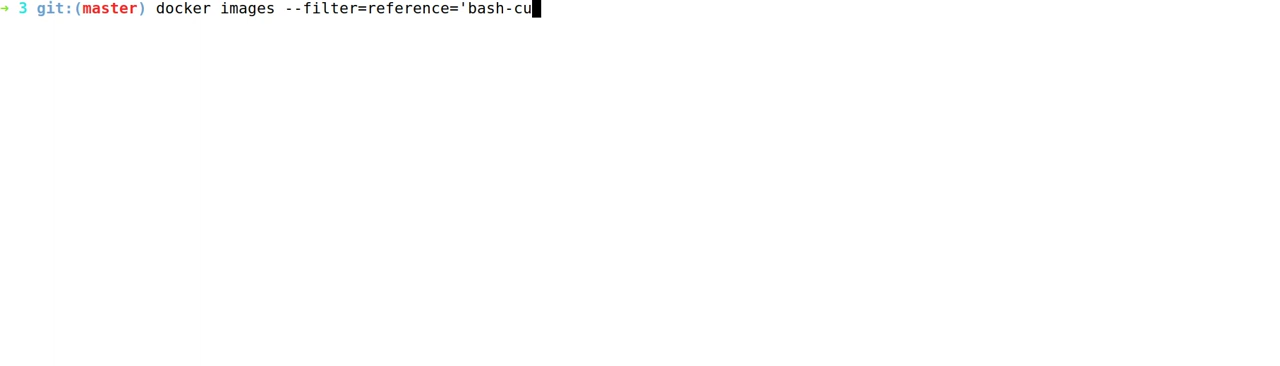 → 3 git:(master) docker images --filter=reference='bash-cu